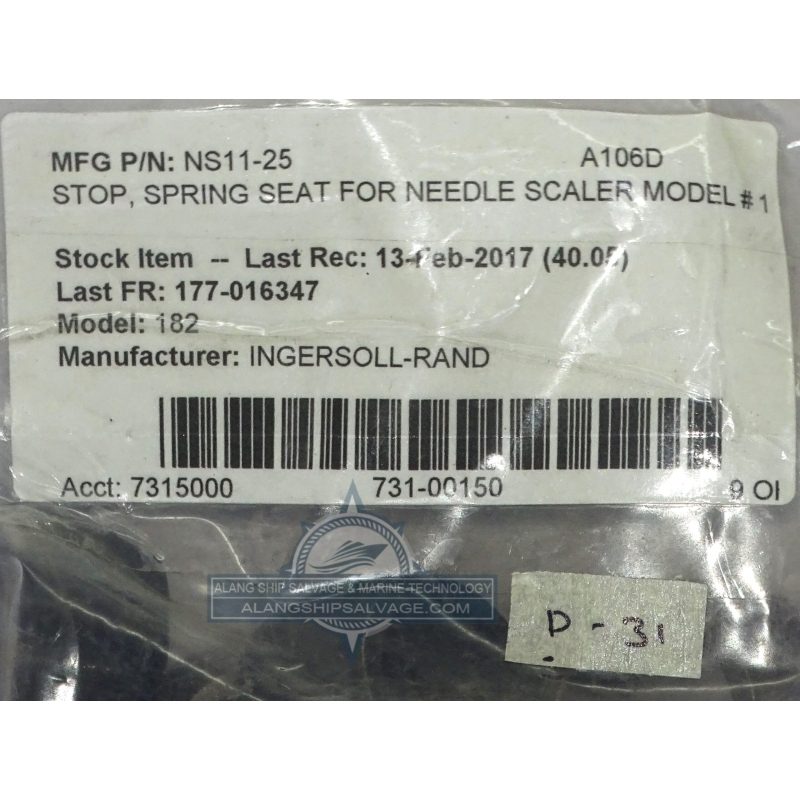 MFG P/N: NS11-25 A106D
STOP, SPRING SEAT FOR NEEDLE SCALER MODEL # 1
Stock Item -- Last Rec: 13-Feb-2017 (40.05)
Last FR: 177-016347
Model: 182
Manufacturer: INGERSOLL-RAND
Acct: 7315000 731-00150 9 OI
ALANG SHIP SALVAGE & MARINE TECHNOLOGY
ALANGSHIPSALVAGE.COM
D - 31